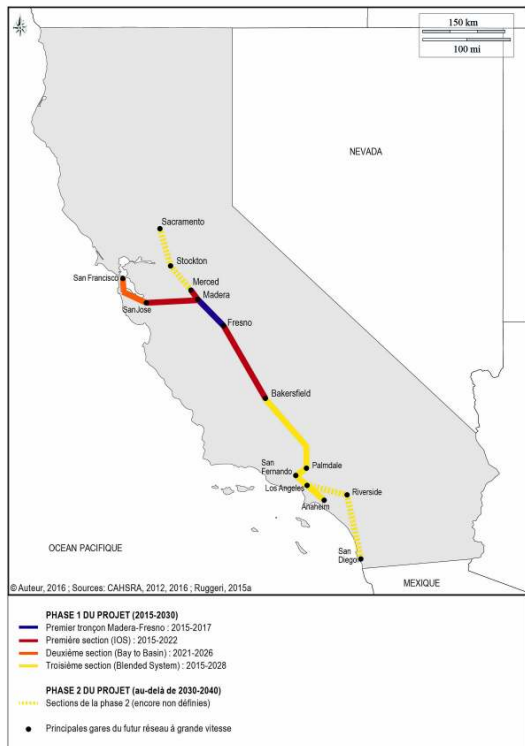 150 km
100 mi
NEVADA
Sacramento
Stockton
San Francisco
Merced
Madera
San Jose
Fresno
Bakersfield
San
Fernando
Palmdale
Los Angeles
Riverside
Anaheim
OCEAN PACIFIQUE
San
Diego
MEXIQUE
© Auteur, 2016 ; Sources: CAHSRA, 2012, 2016 ; Ruggeri, 2015a
PHASE 1 DU PROJET (2015-2030)
Premier tronçon Madera-Fresno : 2015-2017
Première section (IOS) : 2015-2022
Deuxième section (Bay to Basin) : 2021-2026
Troisième section (Blended System) : 2015-2028
PHASE 2 DU PROJET (au-delà de 2030-2040)
Sections de la phase 2 (encore non définies)
Principales gares du futur réseau à grande vitesse